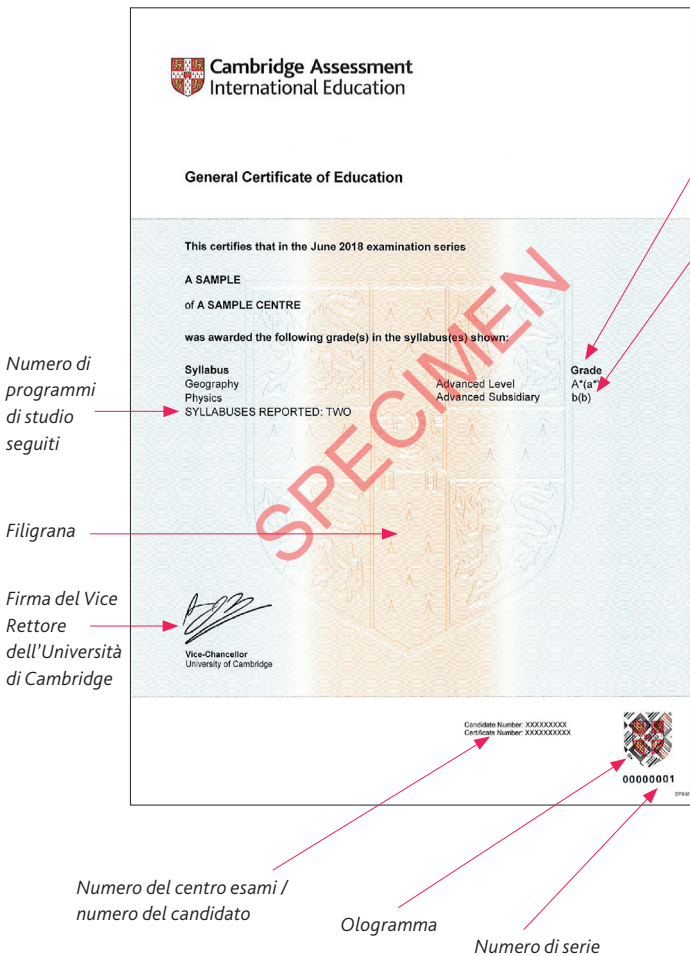 Cambridge Assessment
International Education
General Certificate of Education
This certifies that in the June 2018 examination series
A SAMPLE
of A SAMPLE CENTRE
was awarded the following grade(s) in the syllabus(es) shown:
Syllabus Grade
Geography Advanced Level A*(a*)
Physics Advanced Subsidiary b(b)
SYLLABUSES REPORTED: TWO
SPECIMEN
Numero di
programmi
di studio
seguiti
Filigrana
Firma del Vice
Rettore
dell'Università
di Cambridge
Vice-Chancellor
University of Cambridge
Candidate Number: XXXXXXXXX
Certificate Number: XXXXXXXXXX
00000001
Numero del centro esami /
numero del candidato
Ologramma
Numero di serie